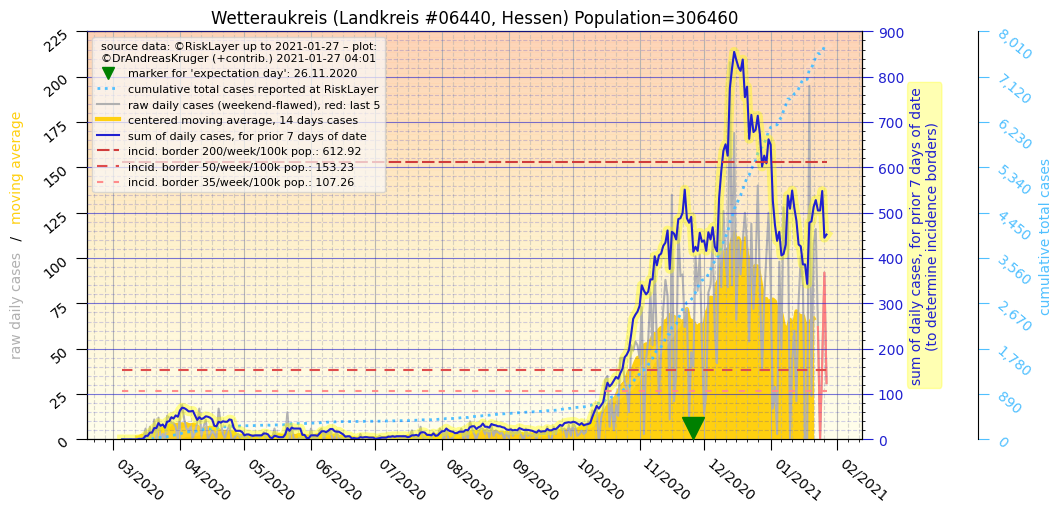 Wetteraukreis (Landkreis #06440, Hessen) Population=306460
source data: ©RiskLayer up to 2021-01-27 – plot:
©DrAndreasKruger (+contrib.) 2021-01-27 04:01
marker for 'expectation day': 26.11.2020
cumulative total cases reported at RiskLayer
raw daily cases (weekend-flawed), red: last 5
centered moving average, 14 days cases
sum of daily cases, for prior 7 days of date
incid. border 200/week/100k pop.: 612.92
incid. border 50/week/100k pop.: 153.23
incid. border 35/week/100k pop.: 107.26
raw daily cases / moving average
225
200
175
150
125
100
75
50
25
0
03/2020
04/2020
05/2020
06/2020
07/2020
08/2020
09/2020
10/2020
11/2020
12/2020
01/2021
02/2021
900
800
700
600
500
400
300
200
100
0
sum of daily cases, for prior 7 days of date
(to determine incidence borders)
8,010
7,120
6,230
5,340
4,450
3,560
2,670
1,780
890
0
cumulative total cases